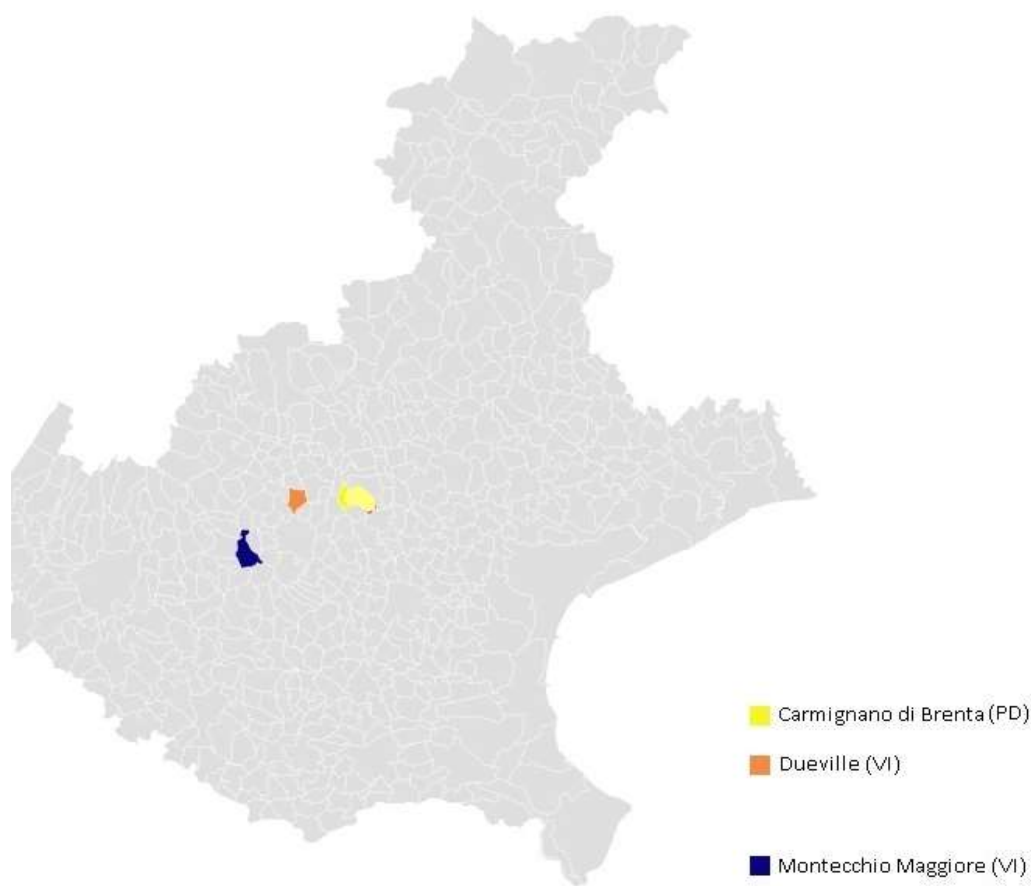 Carmignano di Brenta (PD)
Dueville (VI)
Montecchio Maggiore (VI)